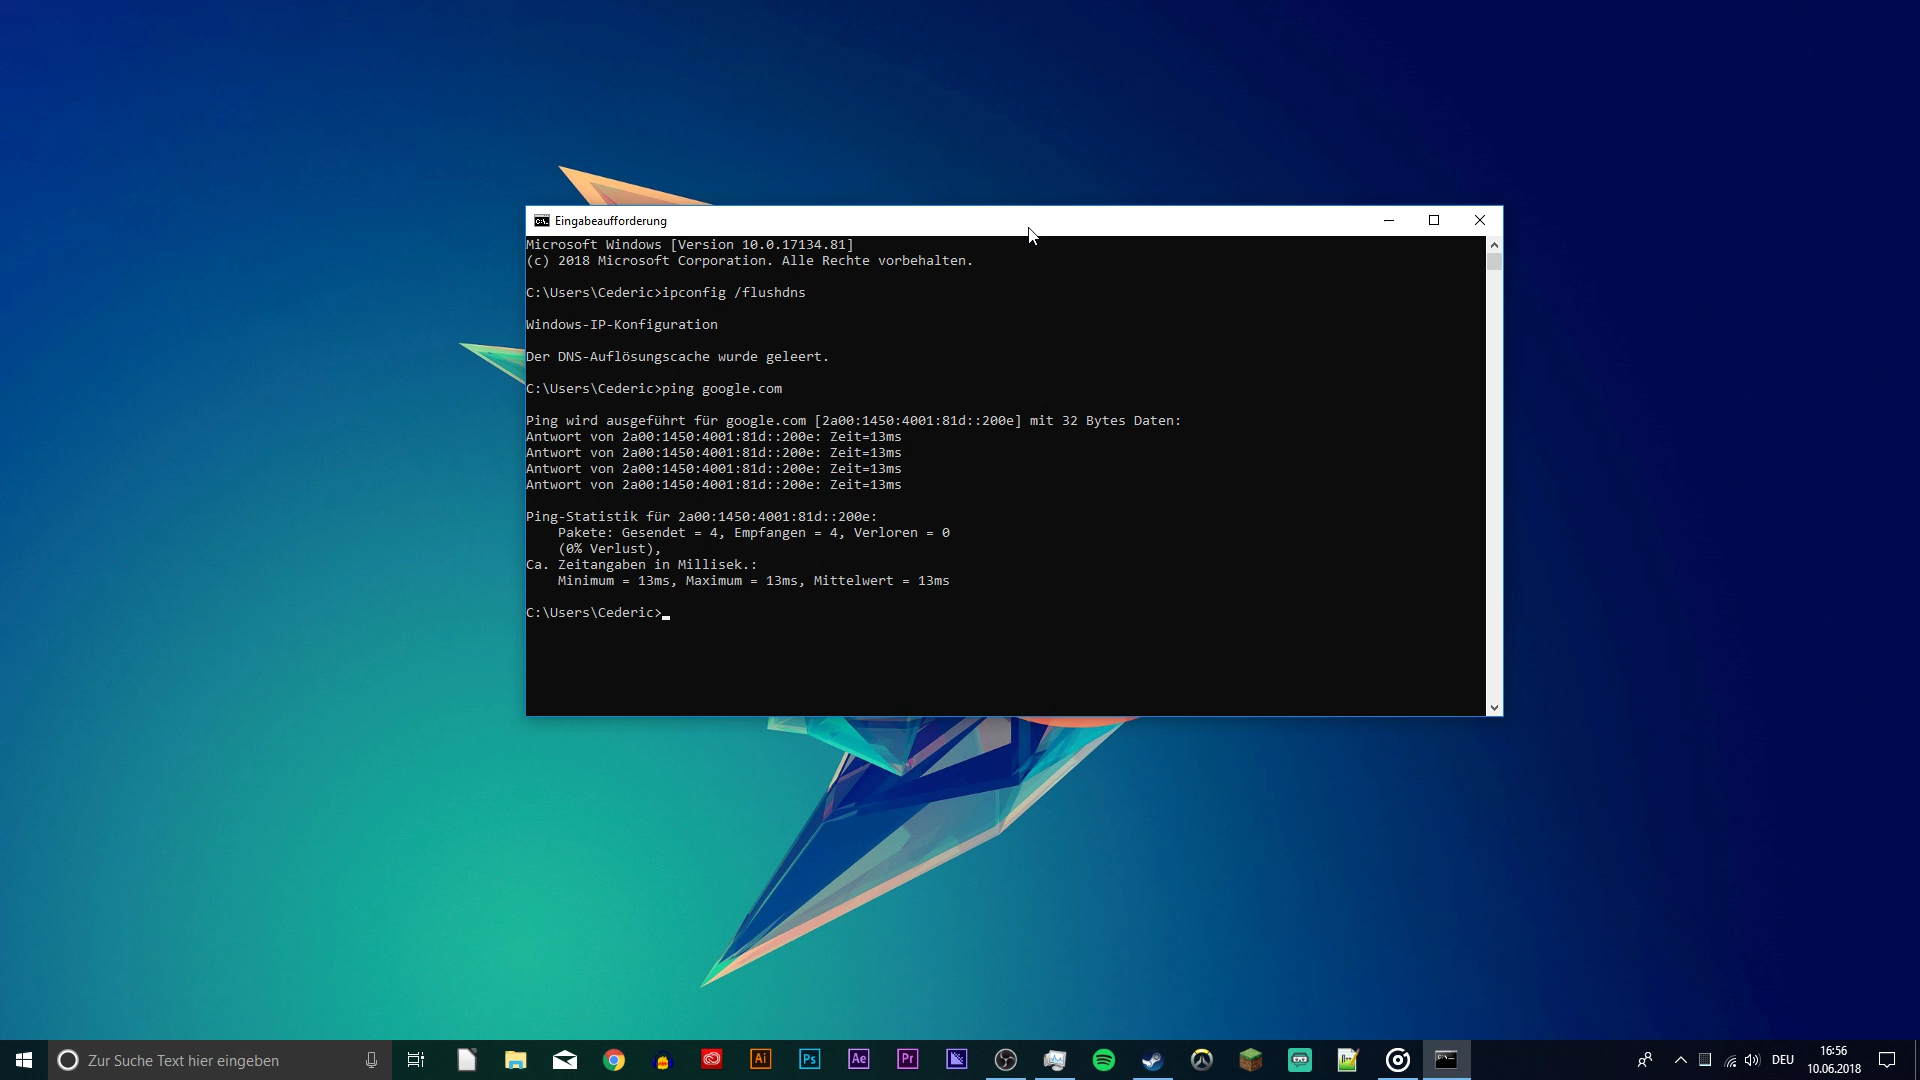 Eingabeaufforderung
Microsoft Windows [Version 10.0.17134.81]
(c) 2018 Microsoft Corporation. Alle Rechte vorbehalten.
C:\Users\Cederic>ipconfig /flushdns
Windows-IP-Konfiguration
Der DNS-Auflösungscache wurde geleert.
C:\Users\Cederic>ping google.com
Ping wird ausgeführt für google.com [2a00:1450:4001:81d::200e] mit 32 Bytes Daten:
Antwort von 2a00:1450:4001:81d::200e: Zeit=13ms
Antwort von 2a00:1450:4001:81d::200e: Zeit=13ms
Antwort von 2a00:1450:4001:81d::200e: Zeit=13ms
Antwort von 2a00:1450:4001:81d::200e: Zeit=13ms
Ping-Statistik für 2a00:1450:4001:81d::200e:
    Pakete: Gesendet = 4, Empfangen = 4, Verloren = 0
    (0% Verlust),
Ca. Zeitangaben in Millisek.:
    Minimum = 13ms, Maximum = 13ms, Mittelwert = 13ms
C:\Users\Cederic>
Zur Suche Text hier eingeben
Ai
Ps
Ae
Pr
DEU
16:56
10.06.2018